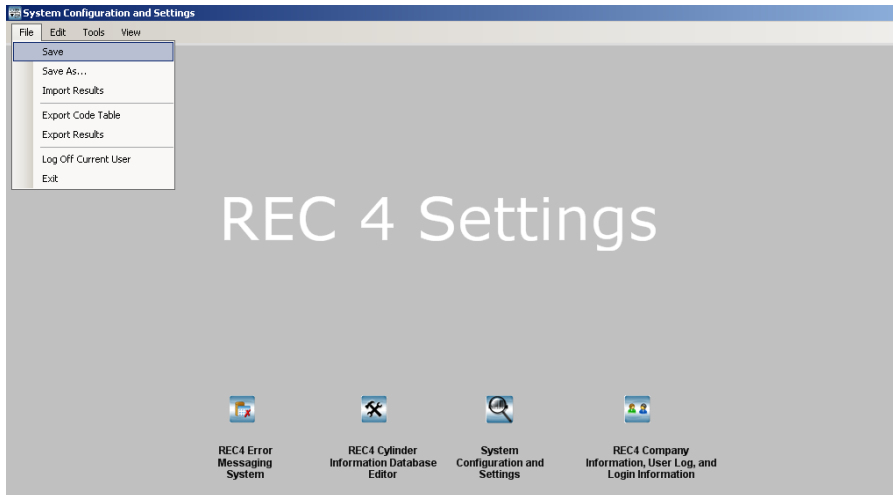 System Configuration and Settings
File Edit Tools View
Save
Save As...
Import Results
Export Code Table
Export Results
Log Off Current User
Exit
REC 4 Settings
REC4 Error
Messaging
System
REC4 Cylinder
Information Database
Editor
System
Configuration and
Settings
REC4 Company
Information, User Log, and
Login Information